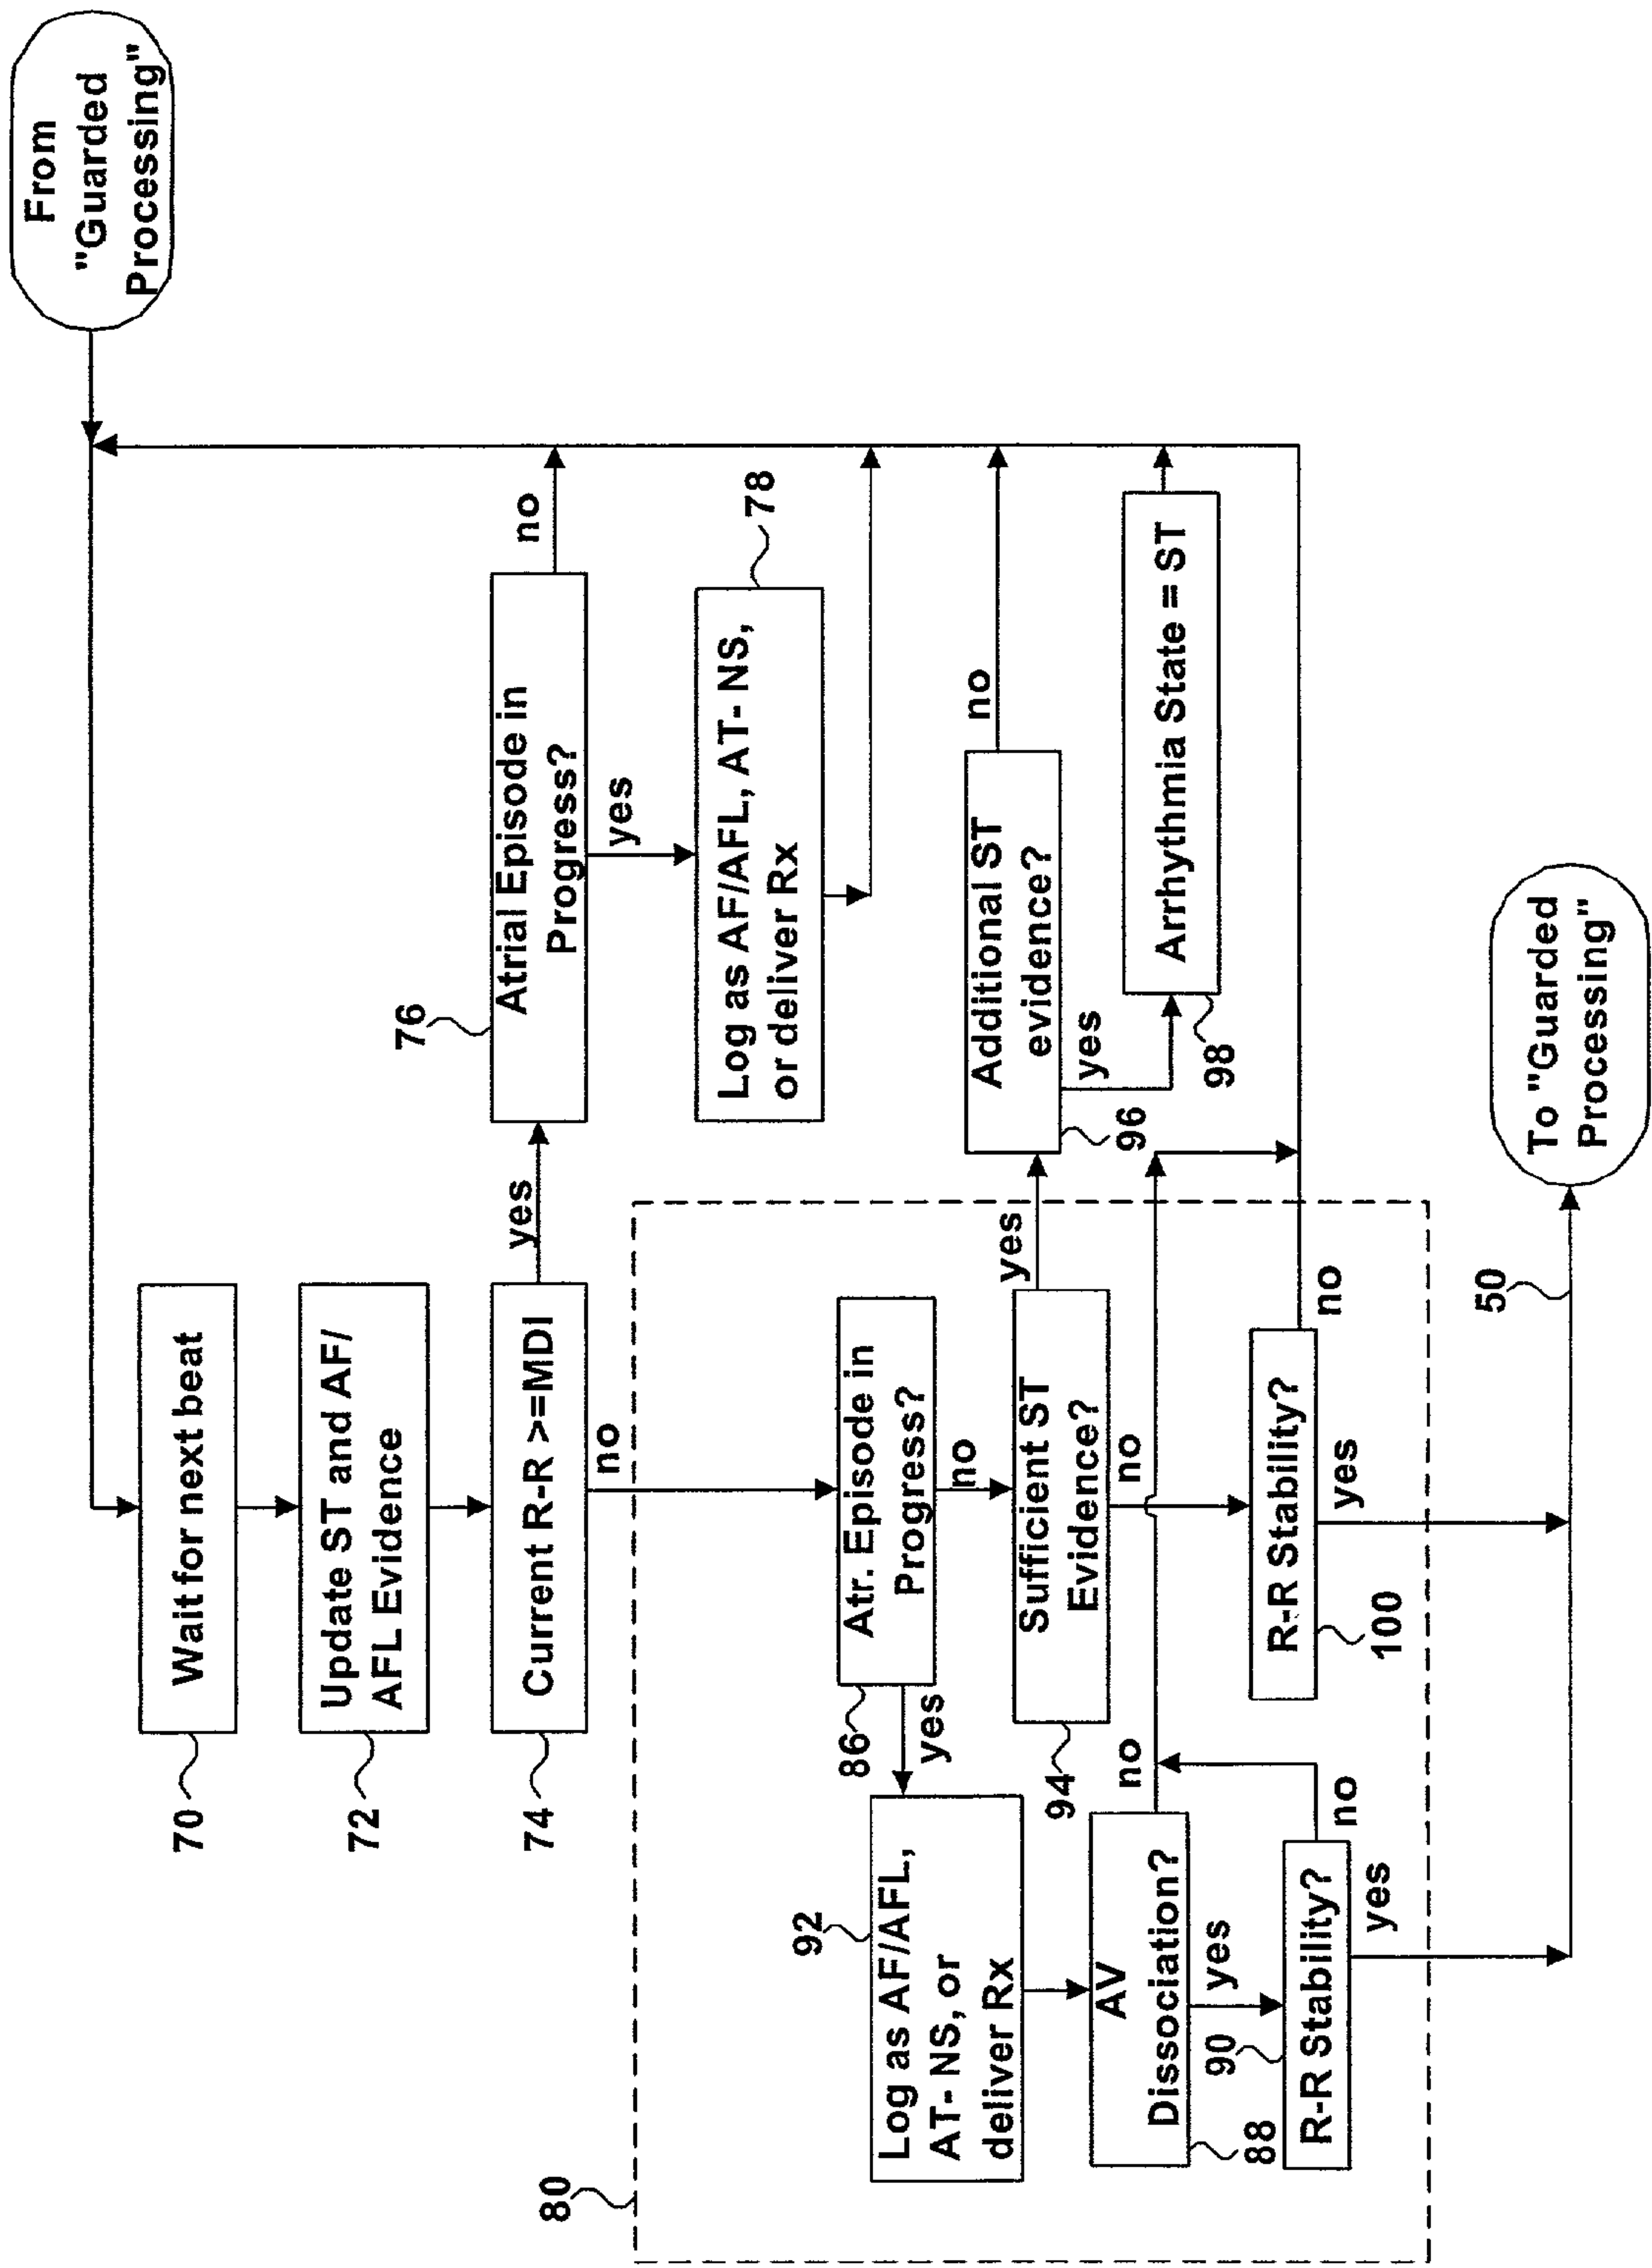 From
"Guarded
Processing"
Wait for next beat
70
Update ST and AF/
AFL Evidence
72
Current R-R >=MDI
74
yes
no
76
Atrial Episode in
Progress?
no
yes
78
Log as AF/AFL, AT-NS,
or deliver Rx
80
Atr. Episode in
Progress?
86
yes
no
92
Log as AF/AFL,
AT-NS, or
deliver Rx
Sufficient ST
Evidence?
94
yes
no
Additional ST
evidence?
96
no
yes
Arrhythmia State = ST
98
AV
Dissociation?
88
no
yes
90
R-R Stability?
no
yes
R-R Stability?
100
no
yes
50
To "Guarded
Processing"